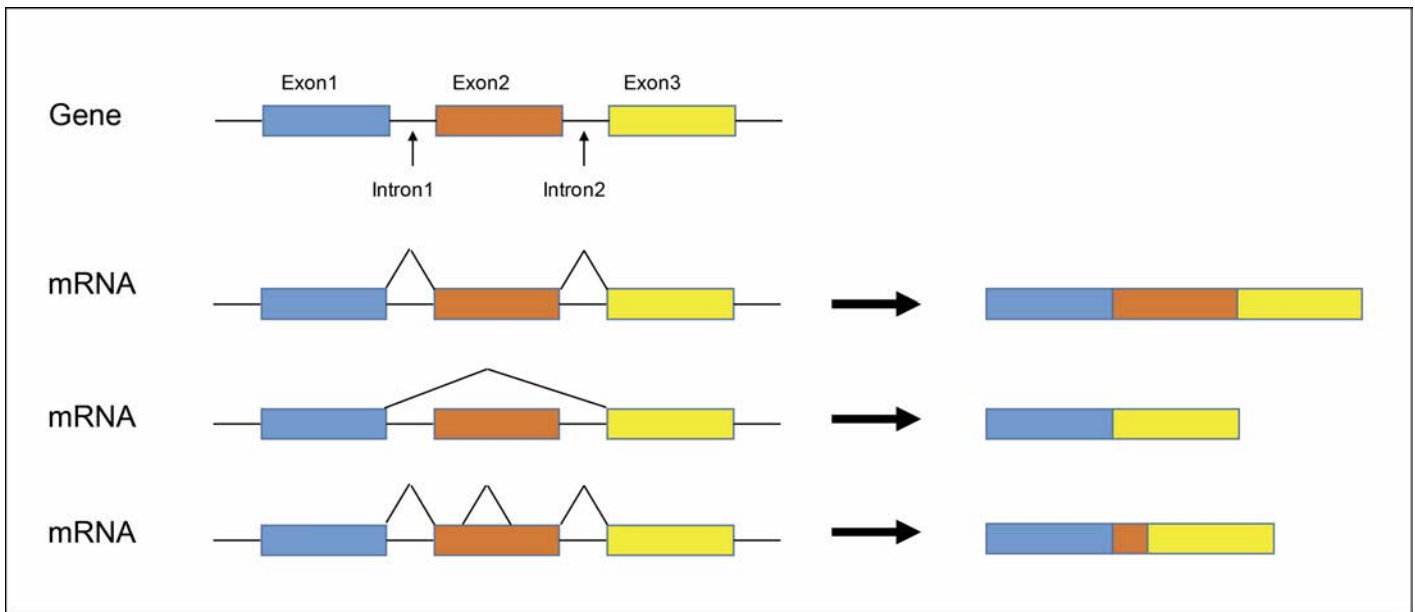 Exon1 Exon2 Exon3
Gene
Intron1 Intron2
mRNA
mRNA
mRNA